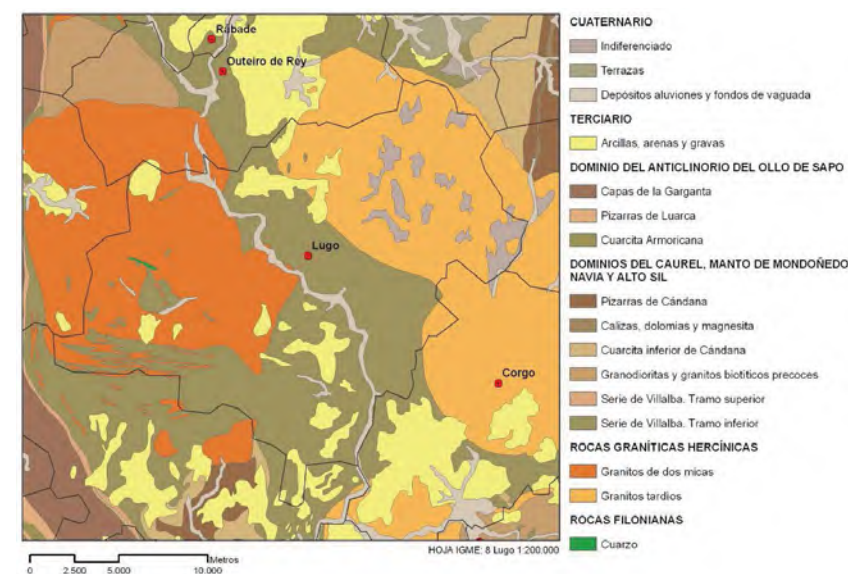 Rábade
Outeiro de Rey
Lugo
Corgo
CUATERNARIO
Indiferenciado
Terrazas
Depósitos aluviones y fondos de vaguada
TERCIARIO
Arcillas, arenas y gravas
DOMINIO DEL ANTICLINORIO DEL OLLO DE SAPO
Capas de la Garganta
Pizarras de Luarca
Cuarcita Armoricana
DOMINIOS DEL CAUREL, MANTO DE MONDOÑEDO
NAVIA Y ALTO SIL
Pizarras de Cándana
Calizas, dolomias y magnesita
Cuarcita inferior de Cándana
Granodioritas y granitos biotíticos precoces
Serie de Villalba. Tramo superior
Serie de Villalba. Tramo inferior
ROCAS GRANÍTICAS HERCÍNICAS
Granitos de dos micas
Granitos tardios
ROCAS FILONIANAS
Cuarzo
HOJA IGME: 8 Lugo 1:200.000
Metros
0 2.500 5.000 10.000